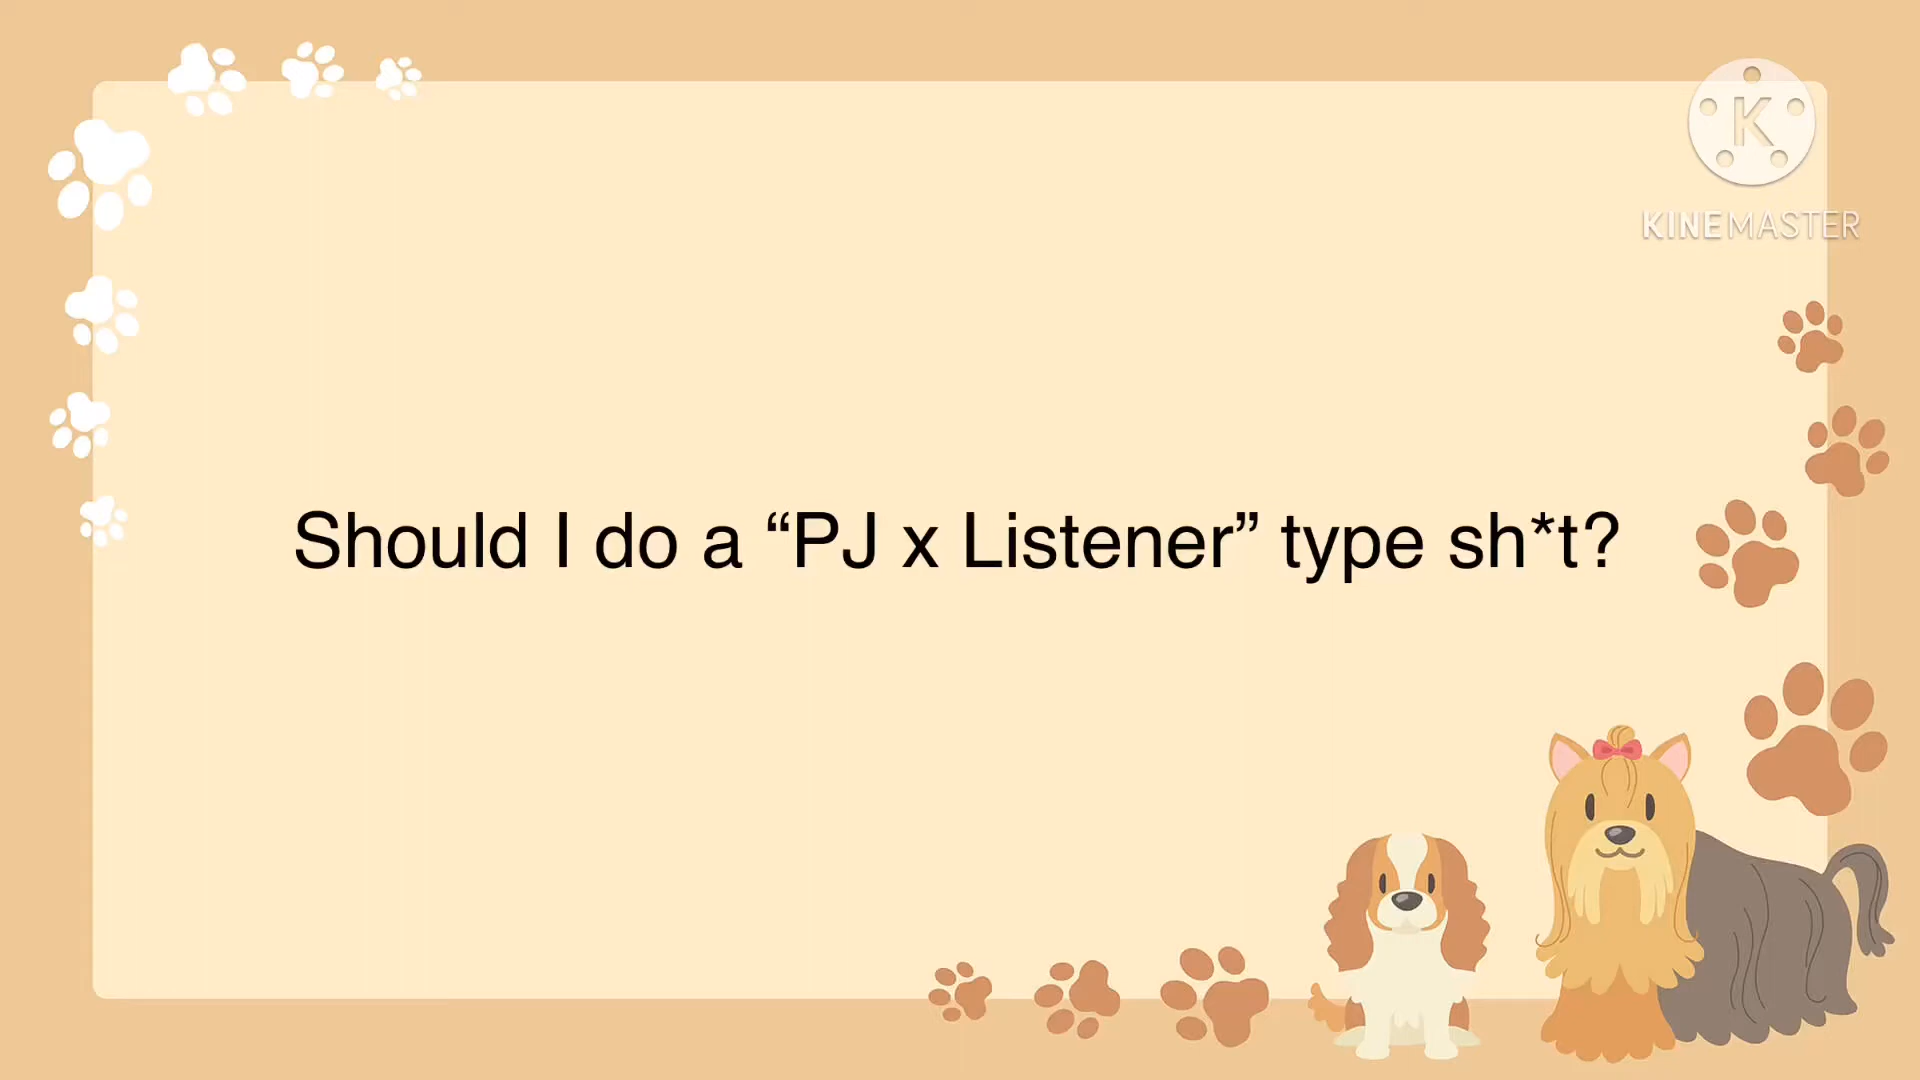 K
KINEMASTER
Should I do a “PJ x Listener” type sh*t?